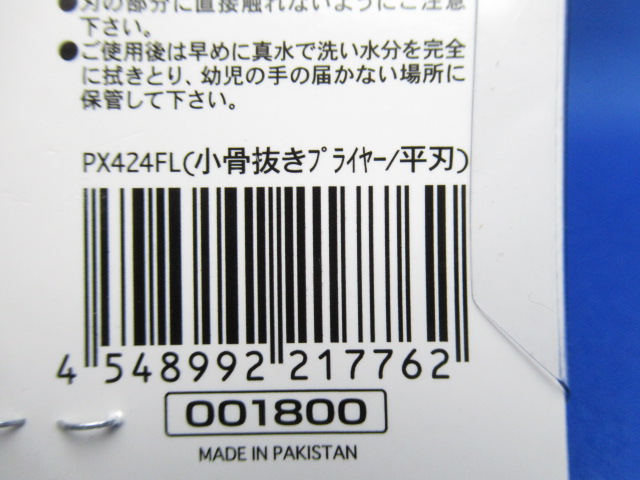 ●刃の部分に直接触れないようにご注意
下さい。
●ご使用後は早めに真水で洗い水分を完全
に拭きとり、幼児の手の届かない場所に
保管して下さい。
PX424FL(小骨抜きﾌﾟﾗｲﾔｰ/平刃)
4 548992 217762
001800
MADE IN PAKISTAN